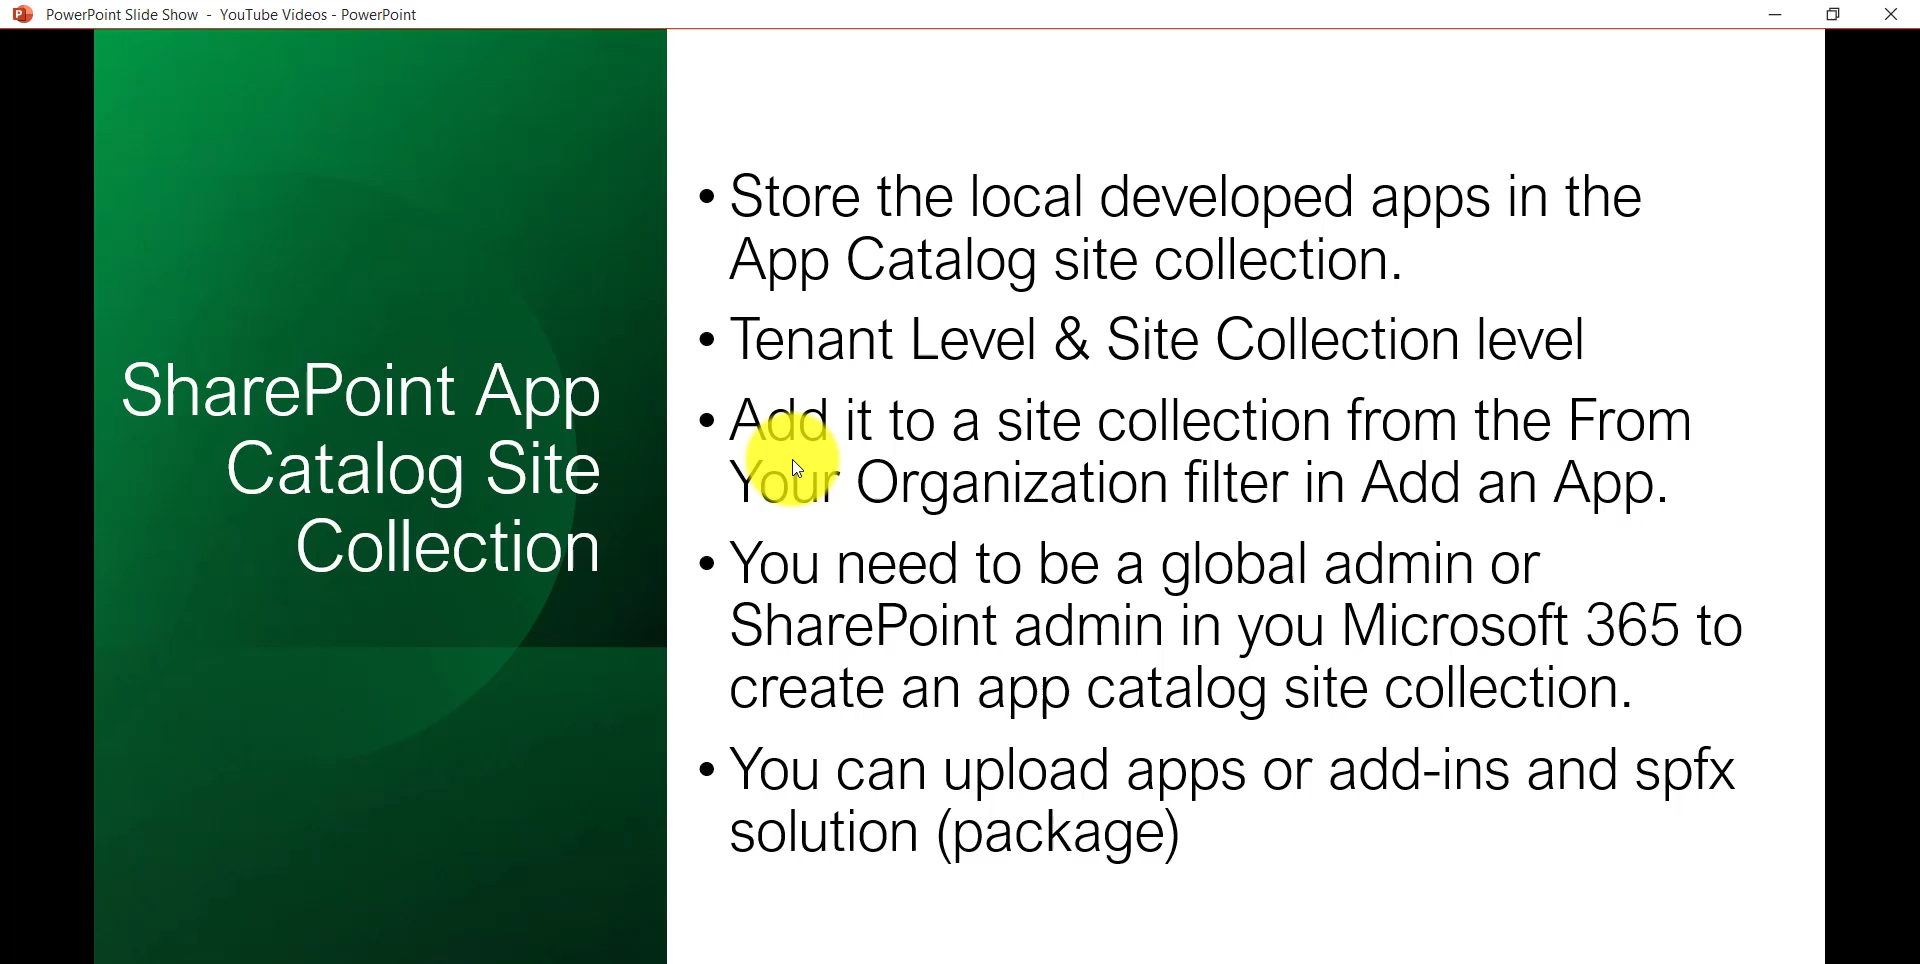 PowerPoint Slide Show - YouTube Videos - PowerPoint
SharePoint App
Catalog Site
Collection
• Store the local developed apps in the
App Catalog site collection.
• Tenant Level & Site Collection level
• Add it to a site collection from the From
Your Organization filter in Add an App.
• You need to be a global admin or
SharePoint admin in you Microsoft 365 to
create an app catalog site collection.
• You can upload apps or add-ins and spfx
solution (package)